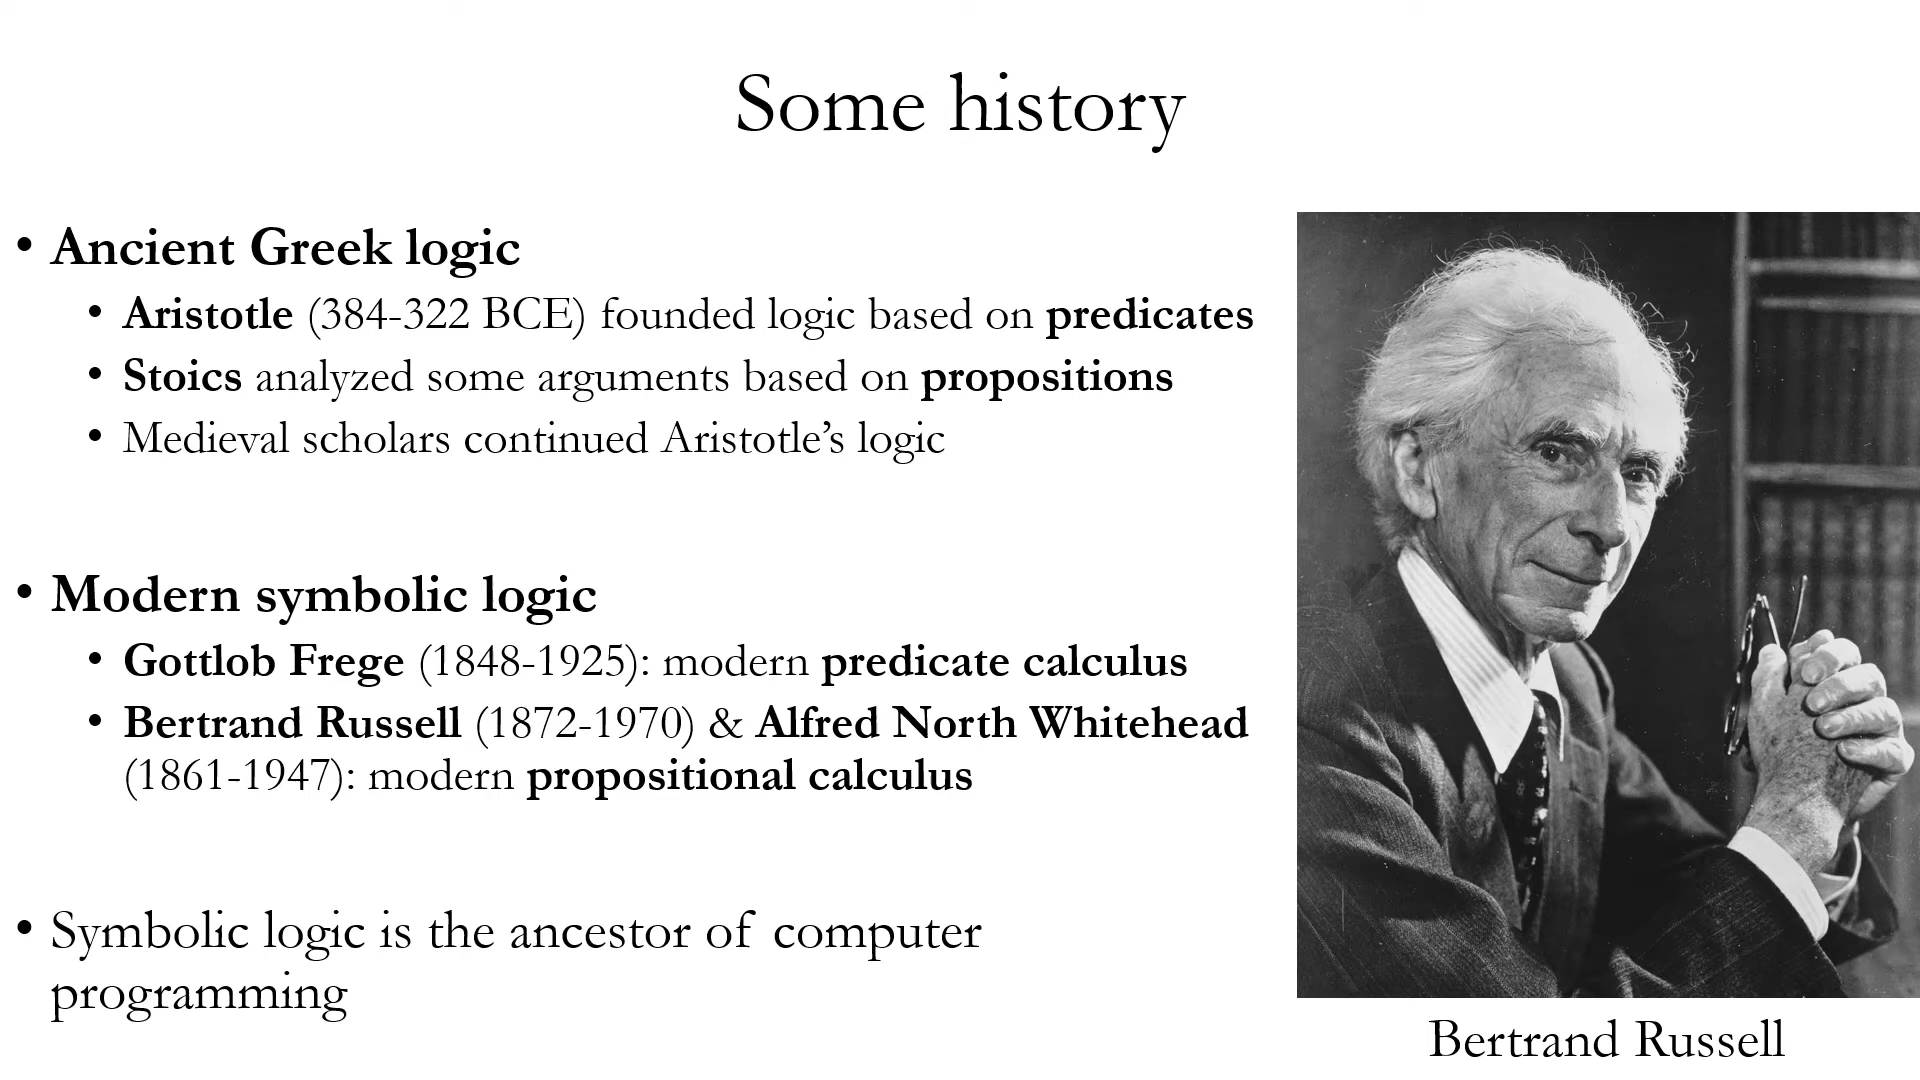 Some history
• Ancient Greek logic
• Aristotle (384-322 BCE) founded logic based on predicates
• Stoics analyzed some arguments based on propositions
• Medieval scholars continued Aristotle’s logic
• Modern symbolic logic
• Gottlob Frege (1848-1925): modern predicate calculus
• Bertrand Russell (1872-1970) & Alfred North Whitehead
(1861-1947): modern propositional calculus
• Symbolic logic is the ancestor of computer
programming
Bertrand Russell